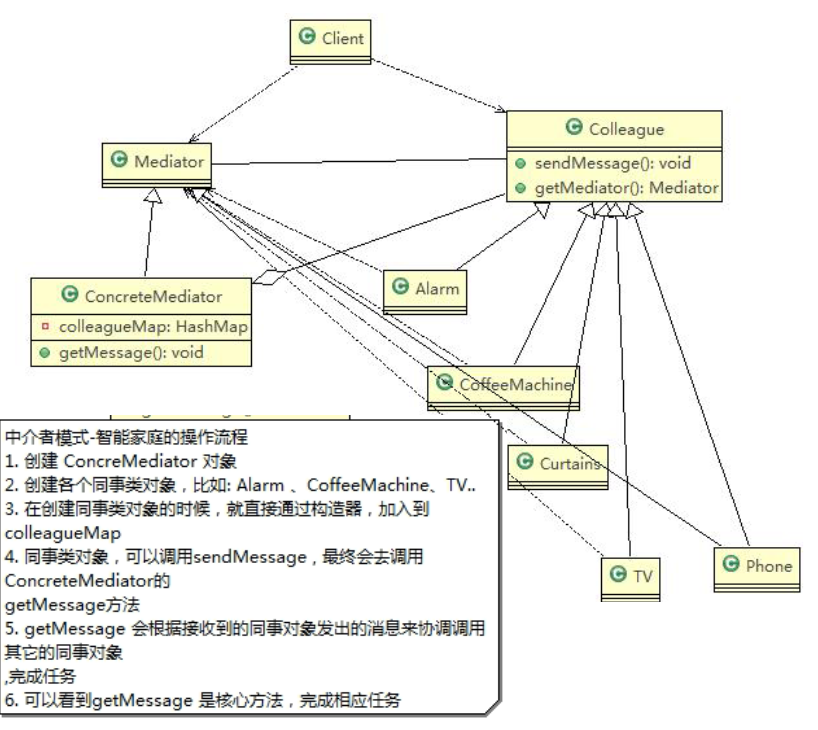 Client
Colleague
sendMessage(): void
getMediator(): Mediator
Mediator
ConcreteMediator
colleagueMap: HashMap
getMessage(): void
Alarm
CoffeeMachine
Curtains
TV
Phone
中介者模式-智能家庭的操作流程
1. 创建 ConcreMediator 对象
2. 创建各个同事类对象，比如: Alarm 、CoffeeMachine、TV..
3. 在创建同事类对象的时候，就直接通过构造器，加入到
colleagueMap
4. 同事类对象，可以调用sendMessage，最终会去调用
ConcreteMediator的
getMessage方法
5. getMessage 会根据接收到的同事对象发出的消息来协调调用
其它的同事对象
,完成任务
6. 可以看到getMessage 是核心方法，完成相应任务